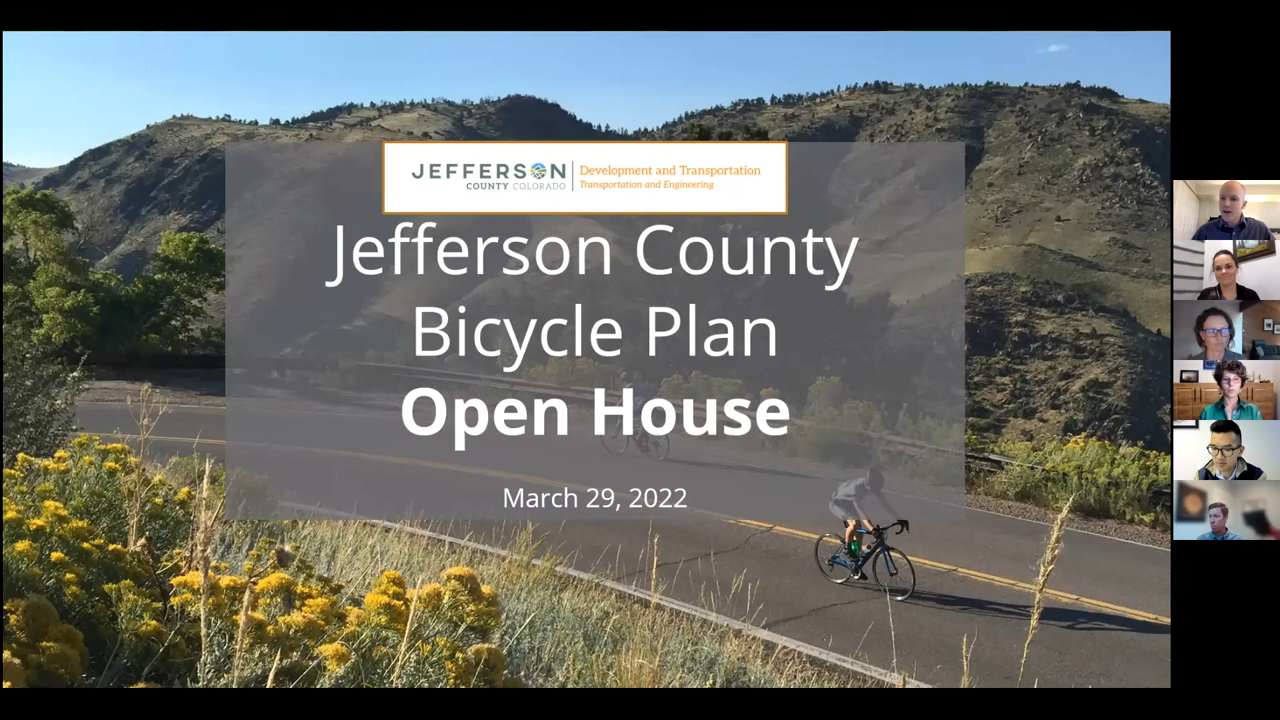 JEFFERSON
COUNTY COLORADO
Development and Transportation
Transportation and Engineering
Jefferson County
Bicycle Plan
Open House
March 29, 2022